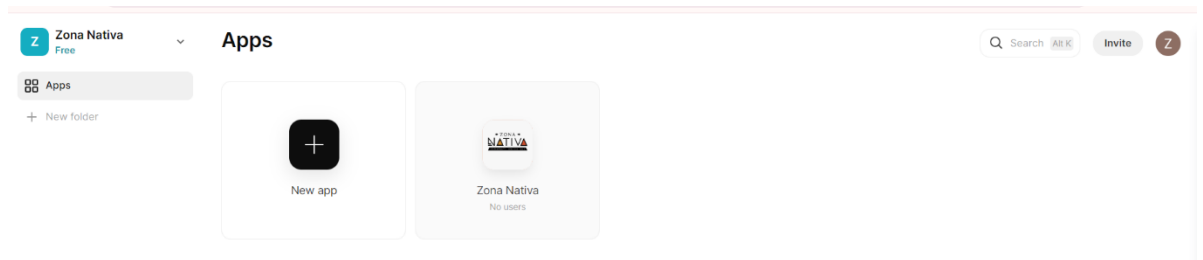 Z
Zona Nativa
Free
Apps
New folder
Apps
Search Alt K
Invite
Z
New app
ZONA
NATIVA
Zona Nativa
No users